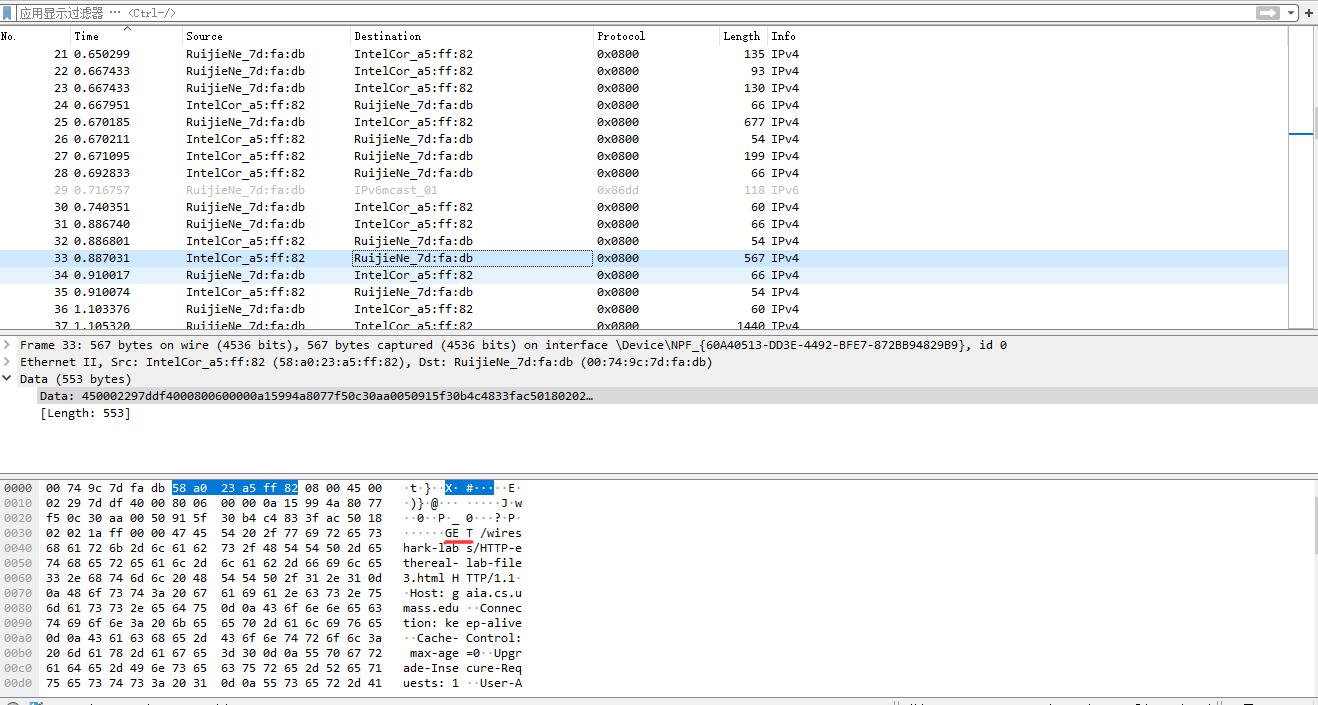 应用显示过滤器 … <Ctrl-/>
No. Time Source Destination Protocol Length Info
21 0.650299 RuijieNe_7d:fa:db IntelCor_a5:ff:82 0x0800 135 IPv4
22 0.667433 RuijieNe_7d:fa:db IntelCor_a5:ff:82 0x0800 93 IPv4
23 0.667433 RuijieNe_7d:fa:db IntelCor_a5:ff:82 0x0800 130 IPv4
24 0.667951 IntelCor_a5:ff:82 RuijieNe_7d:fa:db 0x0800 66 IPv4
25 0.670185 RuijieNe_7d:fa:db IntelCor_a5:ff:82 0x0800 677 IPv4
26 0.670211 IntelCor_a5:ff:82 RuijieNe_7d:fa:db 0x0800 54 IPv4
27 0.671095 IntelCor_a5:ff:82 RuijieNe_7d:fa:db 0x0800 199 IPv4
28 0.692833 IntelCor_a5:ff:82 RuijieNe_7d:fa:db 0x0800 66 IPv4
29 0.716757 RuijieNe_7d:fa:db IPv6mcast_01 0x86dd 118 IPv6
30 0.740351 RuijieNe_7d:fa:db IntelCor_a5:ff:82 0x0800 60 IPv4
31 0.886740 RuijieNe_7d:fa:db IntelCor_a5:ff:82 0x0800 66 IPv4
32 0.886801 IntelCor_a5:ff:82 RuijieNe_7d:fa:db 0x0800 54 IPv4
33 0.887031 IntelCor_a5:ff:82 RuijieNe_7d:fa:db 0x0800 567 IPv4
34 0.910017 RuijieNe_7d:fa:db IntelCor_a5:ff:82 0x0800 66 IPv4
35 0.910074 IntelCor_a5:ff:82 RuijieNe_7d:fa:db 0x0800 54 IPv4
36 1.103376 RuijieNe_7d:fa:db IntelCor_a5:ff:82 0x0800 60 IPv4
37 1.105320 RuijieNe_7d:fa:db IntelCor_a5:ff:82 0x0800 1440 IPv4
Frame 33: 567 bytes on wire (4536 bits), 567 bytes captured (4536 bits) on interface \Device\NPF_{60A40513-DD3E-4492-BFE7-872BB94829B9}, id 0
Ethernet II, Src: IntelCor_a5:ff:82 (58:a0:23:a5:ff:82), Dst: RuijieNe_7d:fa:db (00:74:9c:7d:fa:db)
Data (553 bytes)
Data: 450002297ddf4000800600000a15994a8077f50c30aa0050915f30b4c4833fac50180202…
[Length: 553]
0000 00 74 9c 7d fa db 58 a0 23 a5 ff 82 08 00 45 00 ·t·}··X· #·····E·
0010 02 29 7d df 40 00 80 06 00 00 0a 15 99 4a 80 77 ·)}·@··· ·····J·w
0020 f5 0c 30 aa 00 50 91 5f 30 b4 c4 83 3f ac 50 18 ··0··P·_ 0···?·P·
0030 02 02 1a ff 00 00 47 45 54 20 2f 77 69 72 65 73 ······GE T /wires
0040 68 61 72 6b 2d 6c 61 62 73 2f 48 54 54 50 2d 65 hark-lab s/HTTP-e
0050 74 68 65 72 65 61 6c 2d 6c 61 62 2d 66 69 6c 65 thereal- lab-file
0060 33 2e 68 74 6d 6c 20 48 54 54 50 2f 31 2e 31 0d 3.html H TTP/1.1·
0070 0a 48 6f 73 74 3a 20 67 61 69 61 2e 63 73 2e 75 ·Host: g aia.cs.u
0080 6d 61 73 73 2e 65 64 75 0d 0a 43 6f 6e 6e 65 63 mass.edu ··Connec
0090 74 69 6f 6e 3a 20 6b 65 65 70 2d 61 6c 69 76 65 tion: ke ep-alive
00a0 0d 0a 43 61 63 68 65 2d 43 6f 6e 74 72 6f 6c 3a ··Cache- Control:
00b0 20 6d 61 78 2d 61 67 65 3d 30 0d 0a 55 70 67 72 max-age =0··Upgr
00c0 61 64 65 2d 49 6e 73 65 63 75 72 65 2d 52 65 71 ade-Inse cure-Req
00d0 75 65 73 74 73 3a 20 31 0d 0a 55 73 65 72 2d 41 uests: 1 ··User-A